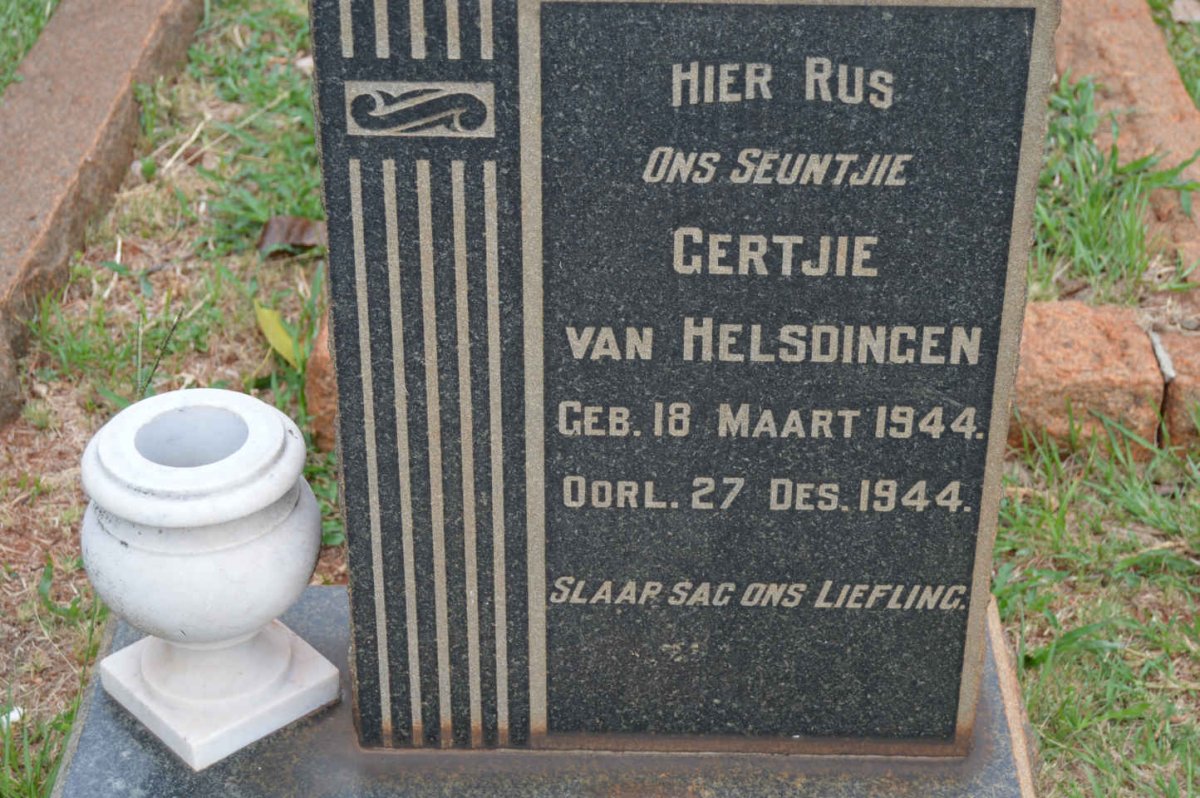 HIER RUS
ONS SEUNTJIE
GERTJIE
VAN HELSDINGEN
GEB. 18 MAART 1944.
OORL. 27 DES. 1944.
SLAAP SAG ONS LIEFLING.